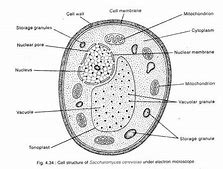 Cell wall
Cell membrane
Storage granules
Mitochondrion
Nuclear pore
Cytoplasm
Nuclear membrane
Nucleus
Mitochondrion
Vacuolar granule
Vacuole
Tonoplast
Storage granule
Fig. 4.34 : Cell structure of Saccharomyces cerevisiae under electron microscope